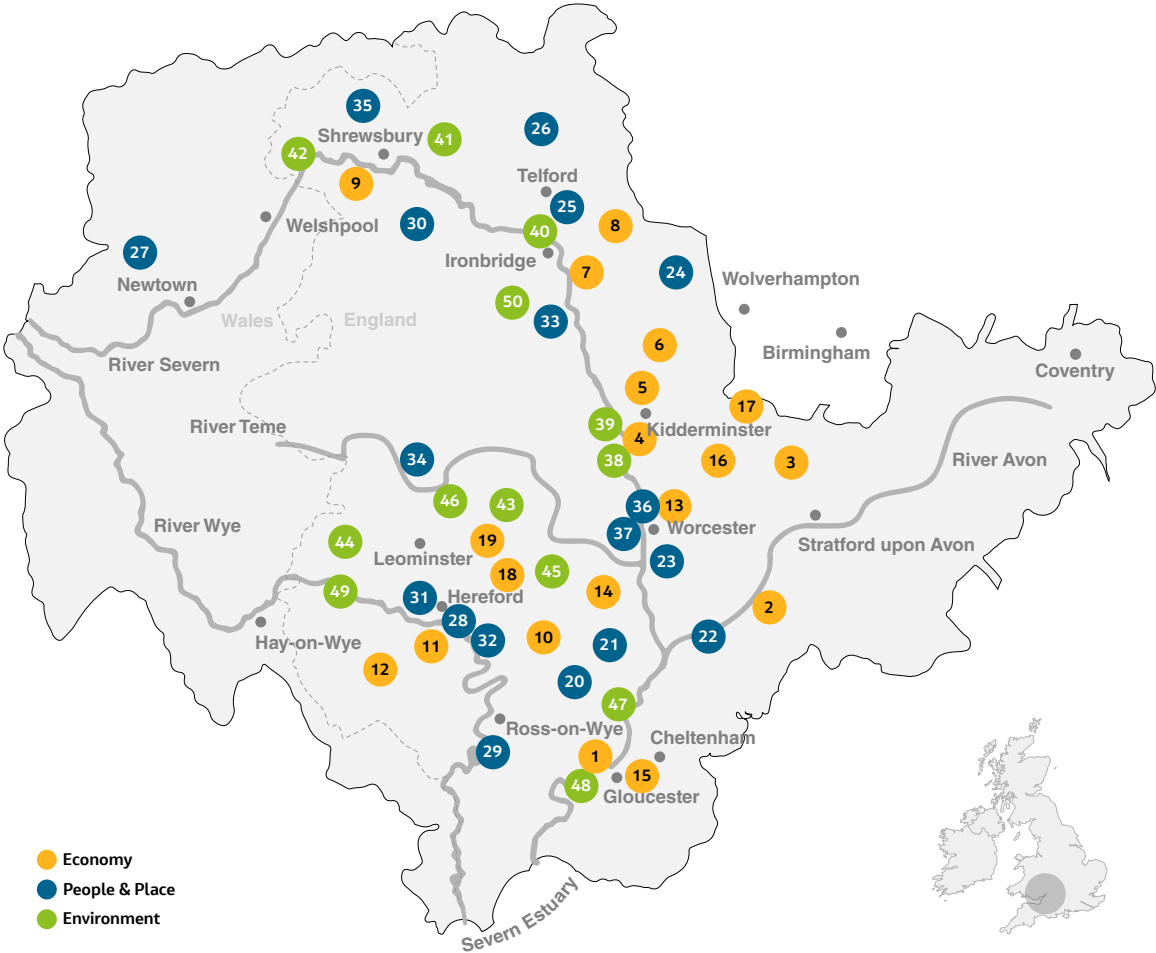 35
26
Shrewsbury
41
42
Telford
9
25
Welshpool
30
8
40
27
Ironbridge
7
24
Wolverhampton
Newtown
50
33
Wales
England
6
Birmingham
River Severn
Coventry
5
17
39
4
Kidderminster
River Teme
34
38
16
3
River Avon
46
43
36
13
River Wye
37
Worcester
44
19
Stratford upon Avon
Leominster
23
18
45
49
31
Hereford
14
2
28
32
10
22
Hay-on-Wye
11
21
12
20
47
Ross-on-Wye
Cheltenham
29
1
15
48
Gloucester
Economy
People & Place
Environment
Severn Estuary